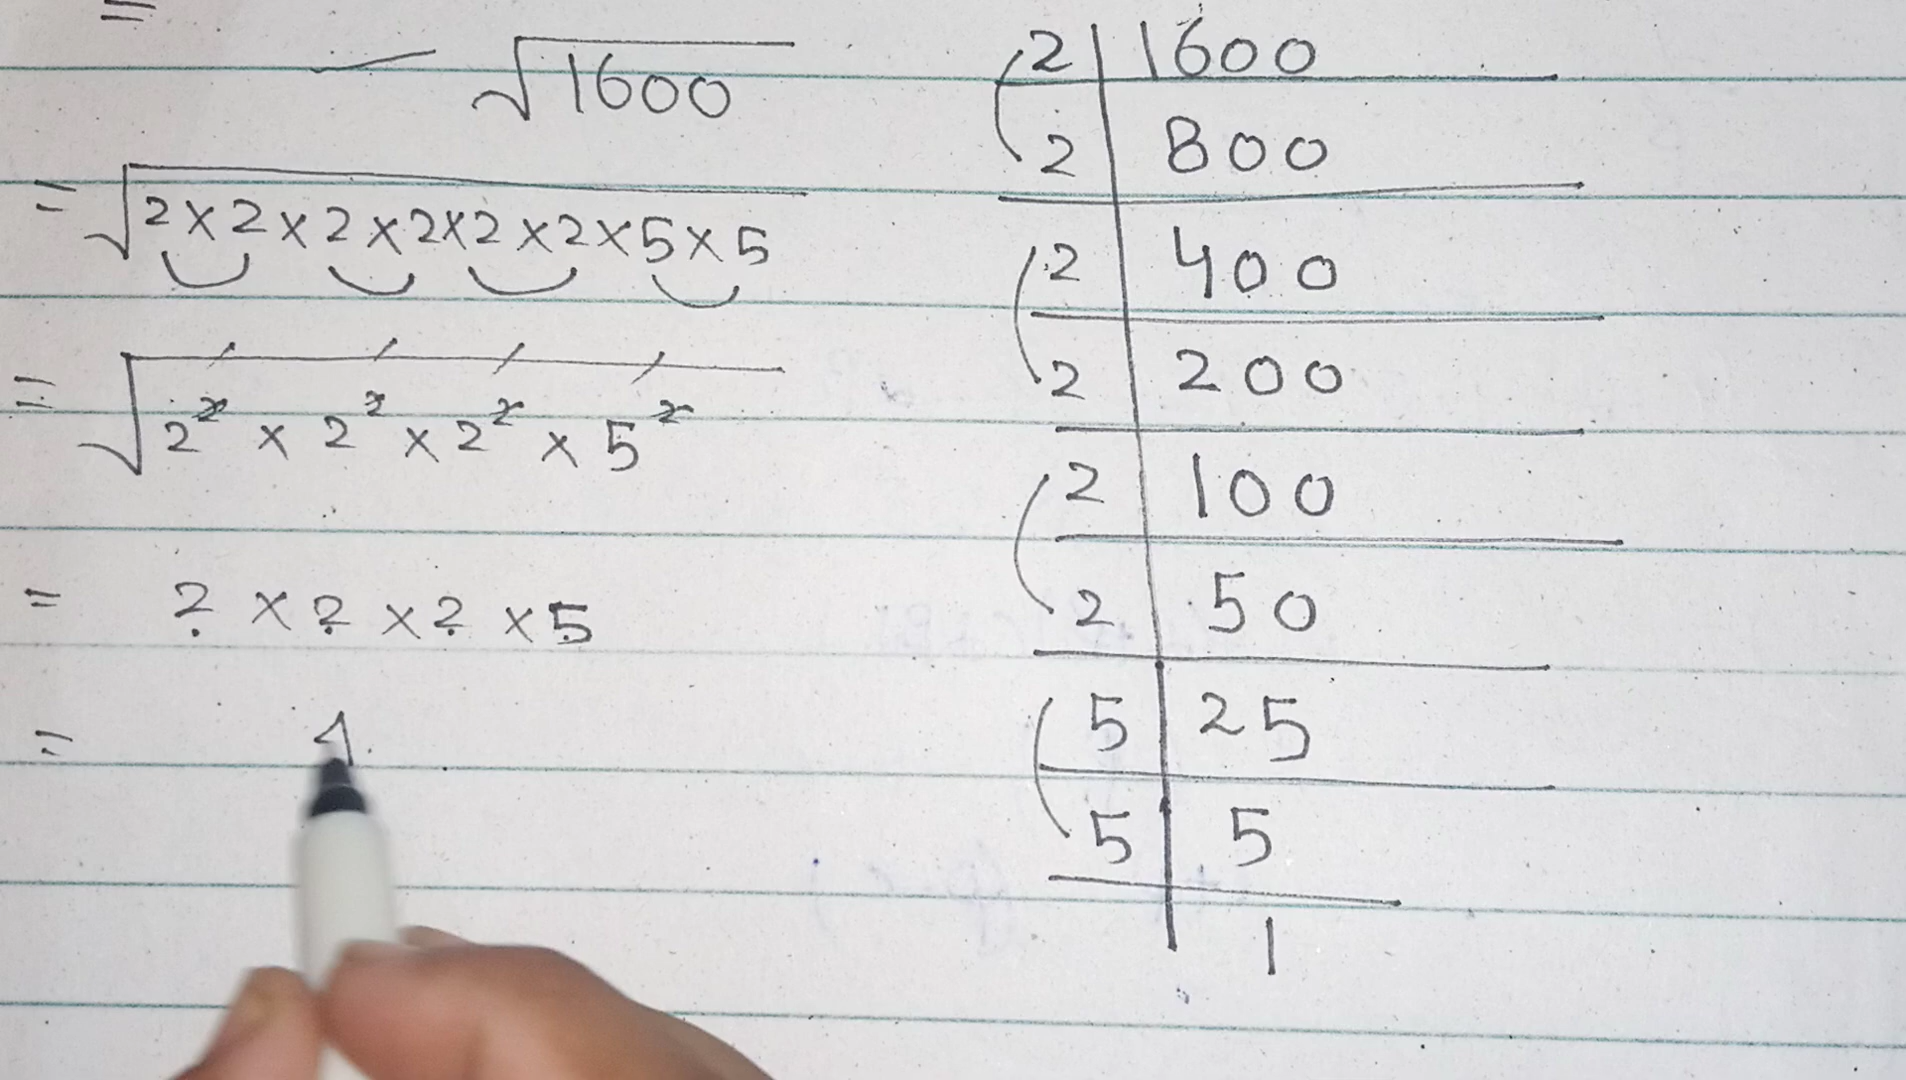 =
√1600
= √2×2×2×2×2×2×5×5
= √2² × 2² × 2² × 5²
= 2 × 2 × 2 × 5
= 4
2 | 1600
2 | 800
2 | 400
2 | 200
2 | 100
2 | 50
5 | 25
5 | 5
1